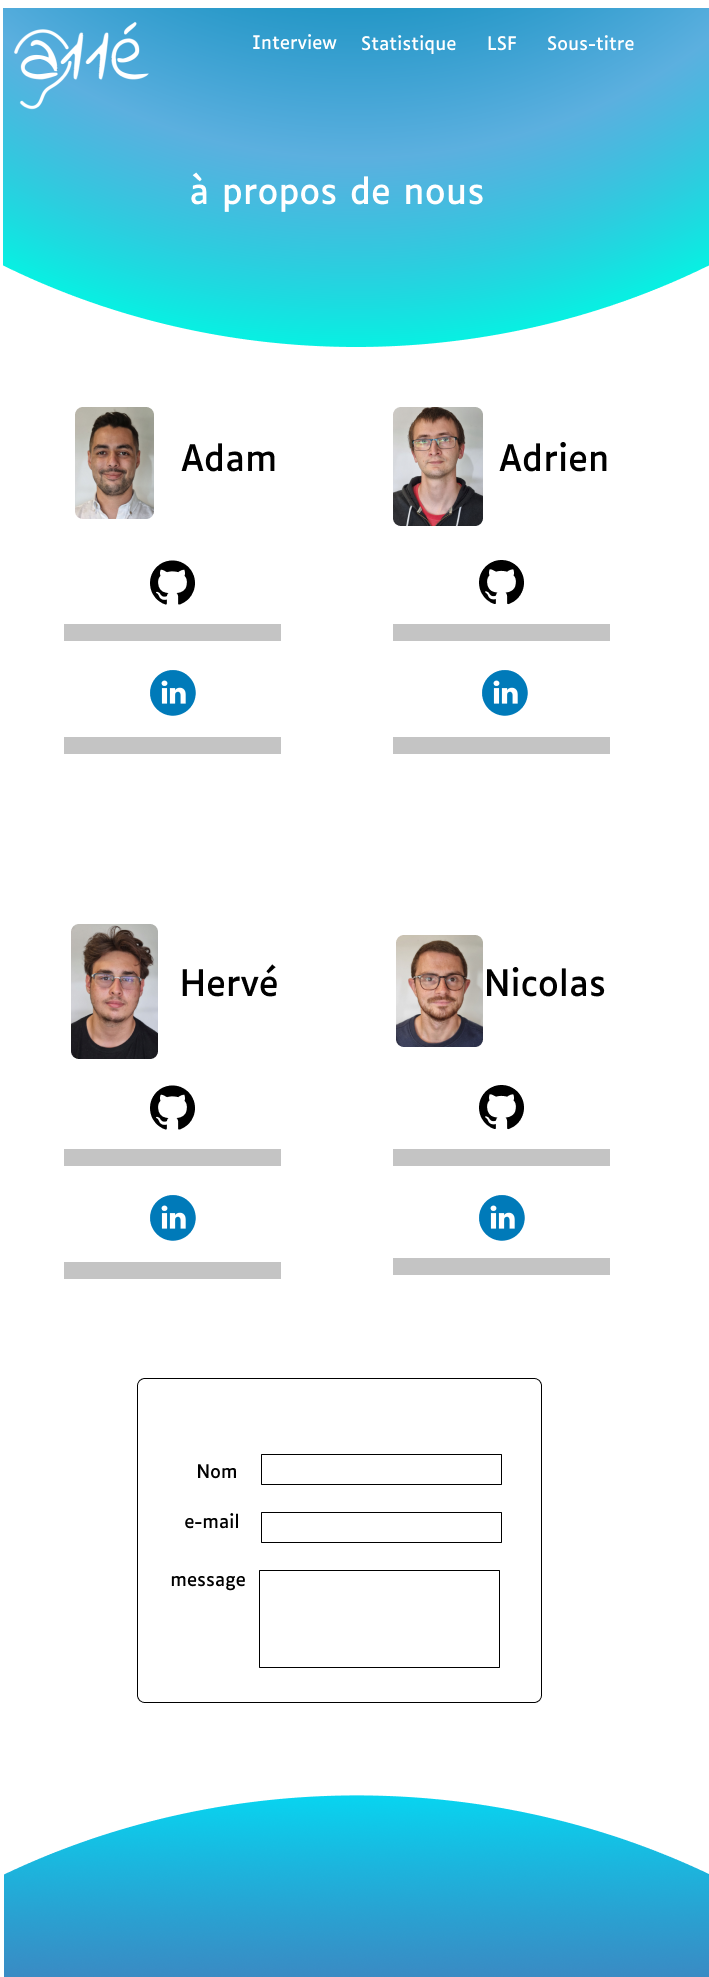 a11é
Interview Statistique LSF Sous-titre
à propos de nous
Adam
Adrien
in
in
Hervé
Nicolas
in
in
Nom
e-mail
message